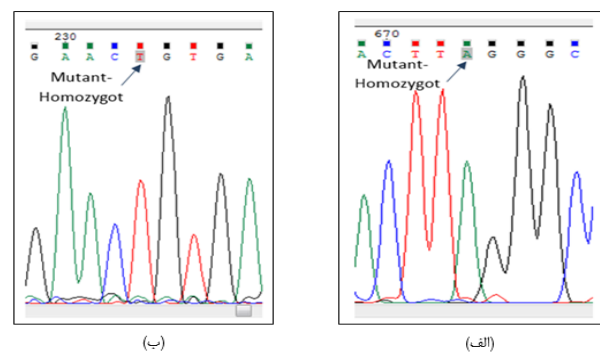 230
G A A C T G T G A
Mutant-
Homozygot
(ب)
670
A C T T A G G G C
Mutant-
Homozygot
(الف)